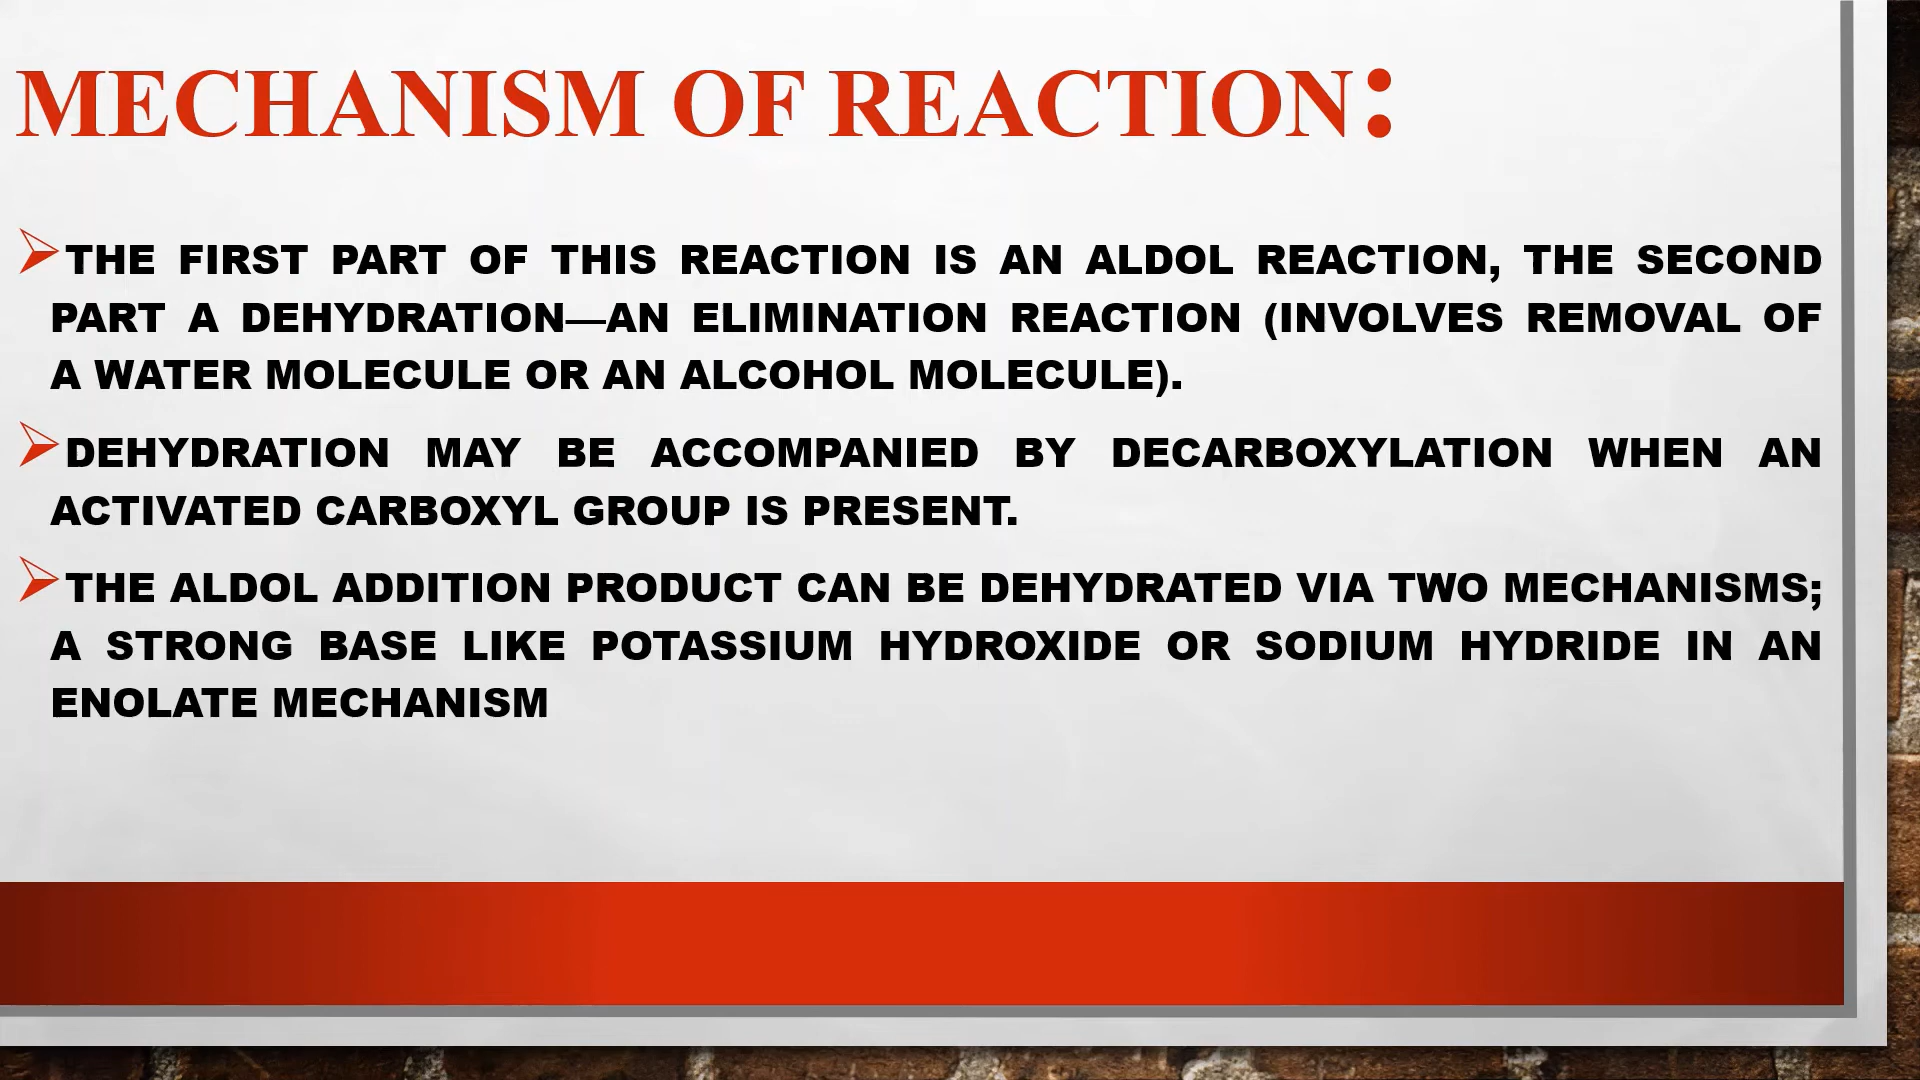 MECHANISM OF REACTION:
THE FIRST PART OF THIS REACTION IS AN ALDOL REACTION, THE SECOND
PART A DEHYDRATION—AN ELIMINATION REACTION (INVOLVES REMOVAL OF
A WATER MOLECULE OR AN ALCOHOL MOLECULE).
DEHYDRATION MAY BE ACCOMPANIED BY DECARBOXYLATION WHEN AN
ACTIVATED CARBOXYL GROUP IS PRESENT.
THE ALDOL ADDITION PRODUCT CAN BE DEHYDRATED VIA TWO MECHANISMS;
A STRONG BASE LIKE POTASSIUM HYDROXIDE OR SODIUM HYDRIDE IN AN
ENOLATE MECHANISM